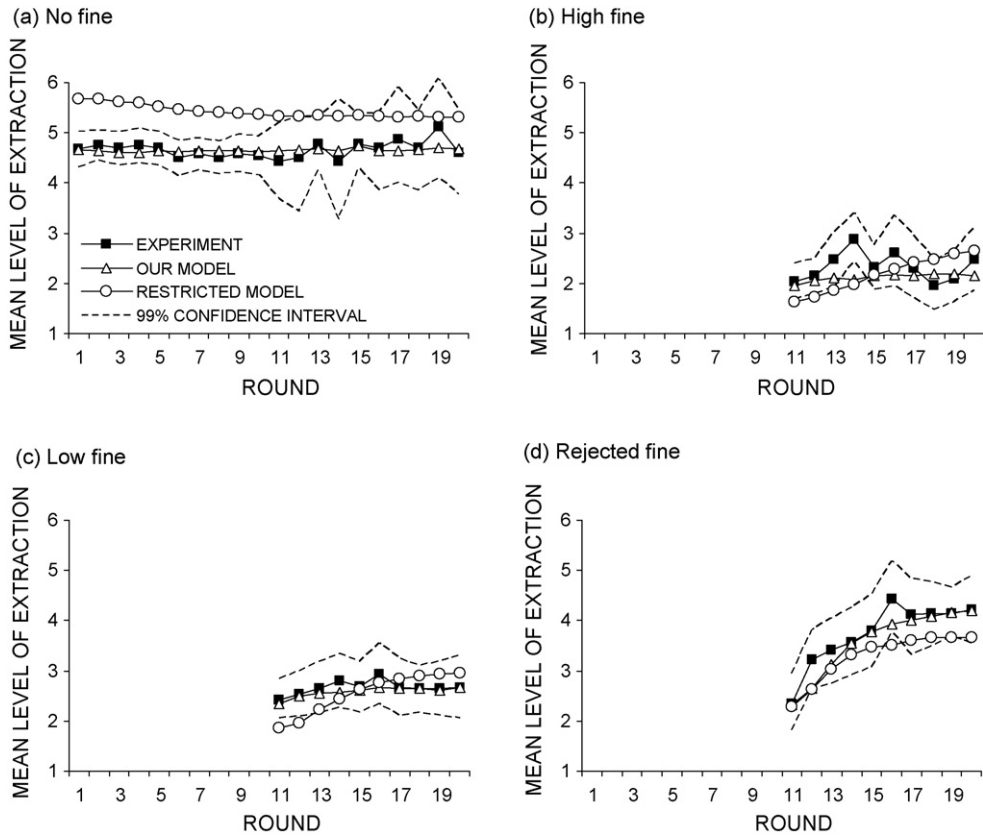 (a) No fine
MEAN LEVEL OF EXTRACTION
6
5
4
3
2
1
EXPERIMENT
OUR MODEL
RESTRICTED MODEL
99% CONFIDENCE INTERVAL
1 3 5 7 9 11 13 15 17 19
ROUND
(b) High fine
MEAN LEVEL OF EXTRACTION
6
5
4
3
2
1
1 3 5 7 9 11 13 15 17 19
ROUND
(c) Low fine
MEAN LEVEL OF EXTRACTION
6
5
4
3
2
1
1 3 5 7 9 11 13 15 17 19
ROUND
(d) Rejected fine
MEAN LEVEL OF EXTRACTION
6
5
4
3
2
1
1 3 5 7 9 11 13 15 17 19
ROUND